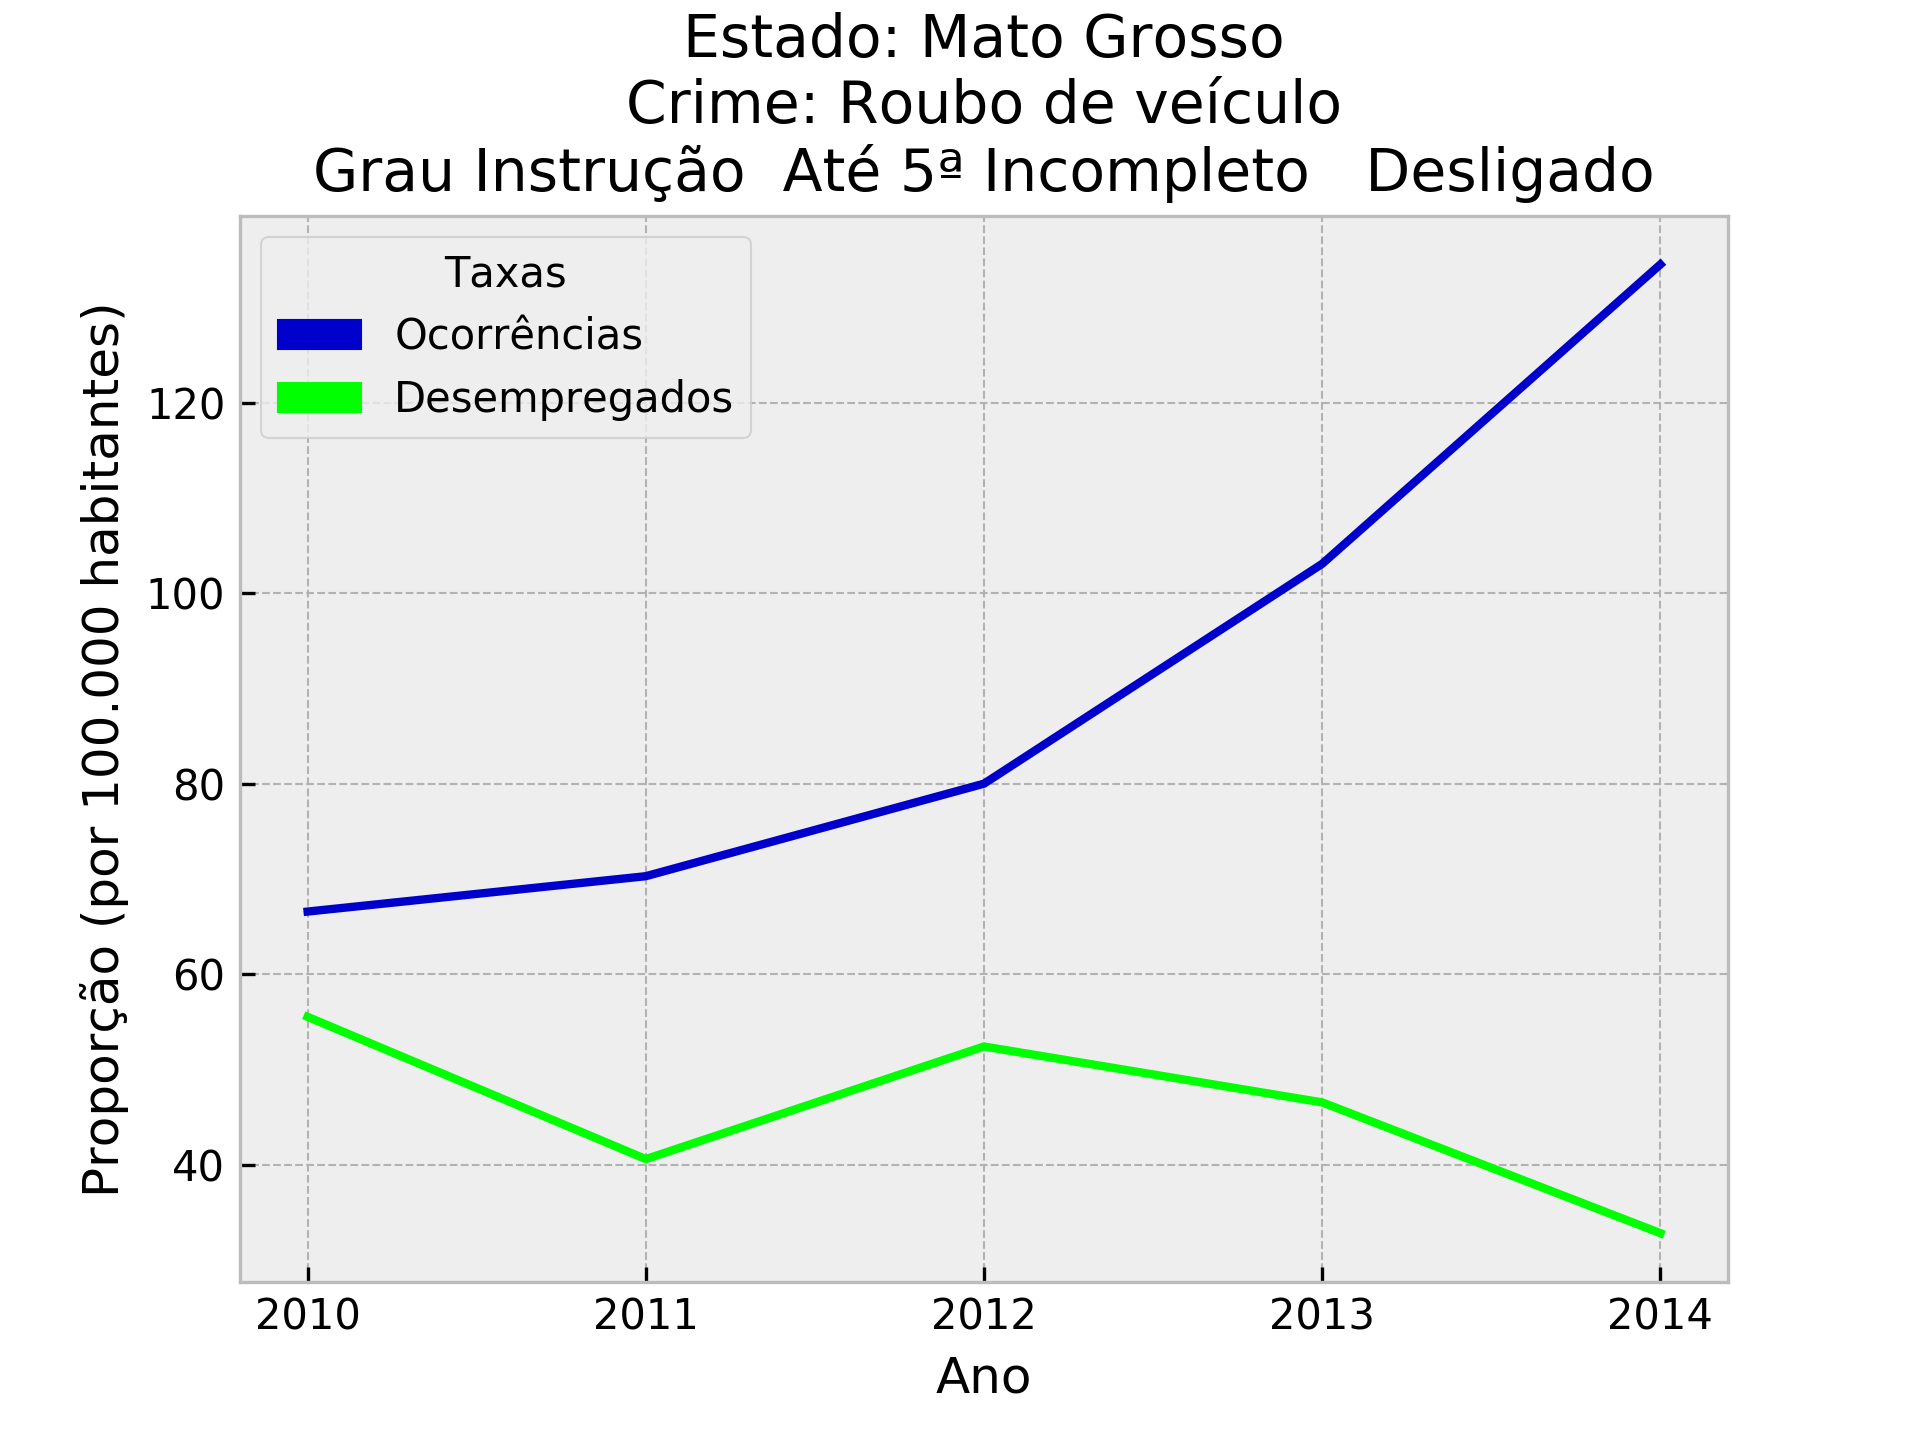 Estado: Mato Grosso
Crime: Roubo de veículo
Grau Instrução  Até 5ª Incompleto   Desligado
Taxas
Ocorrências
Desempregados
Proporção (por 100.000 habitantes)
120
100
80
60
40
2010 2011 2012 2013 2014
Ano